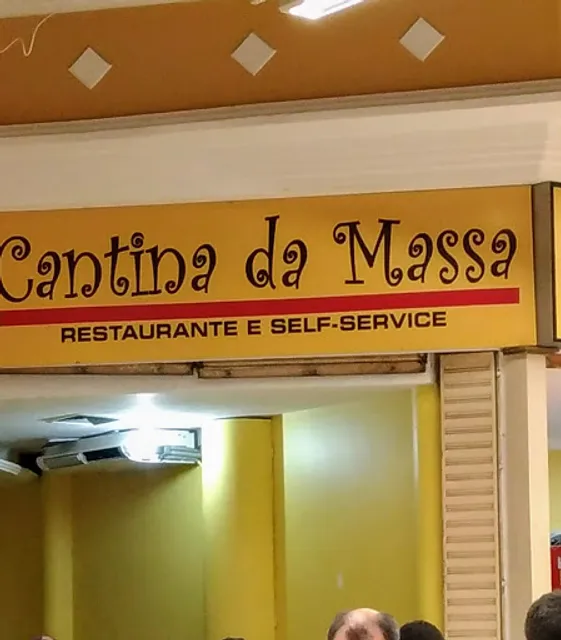 Cantina da Massa
RESTAURANTE E SELF-SERVICE